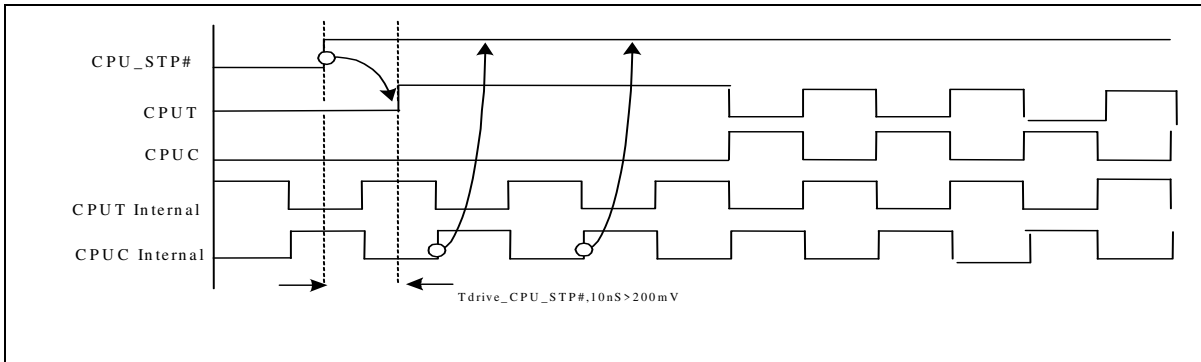 CPU_STP#
CPUT
CPUC
CPUT Internal
CPUC Internal
Tdrive_CPU_STP#,10nS>200mV